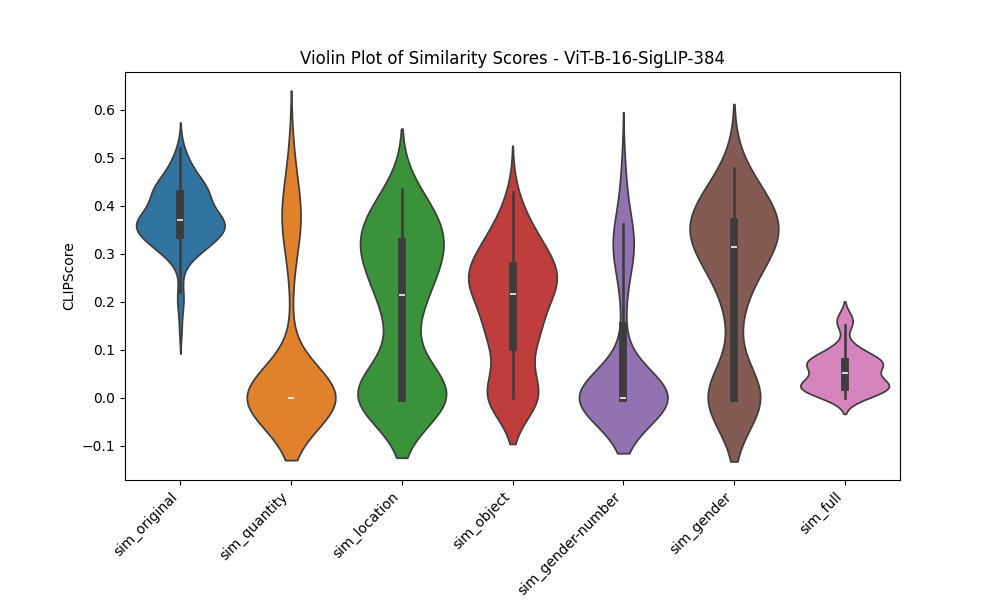 Violin Plot of Similarity Scores - ViT-B-16-SigLIP-384
CLIPScore
0.6
0.5
0.4
0.3
0.2
0.1
0.0
−0.1
sim_original
sim_quantity
sim_location
sim_object
sim_gender-number
sim_gender
sim_full